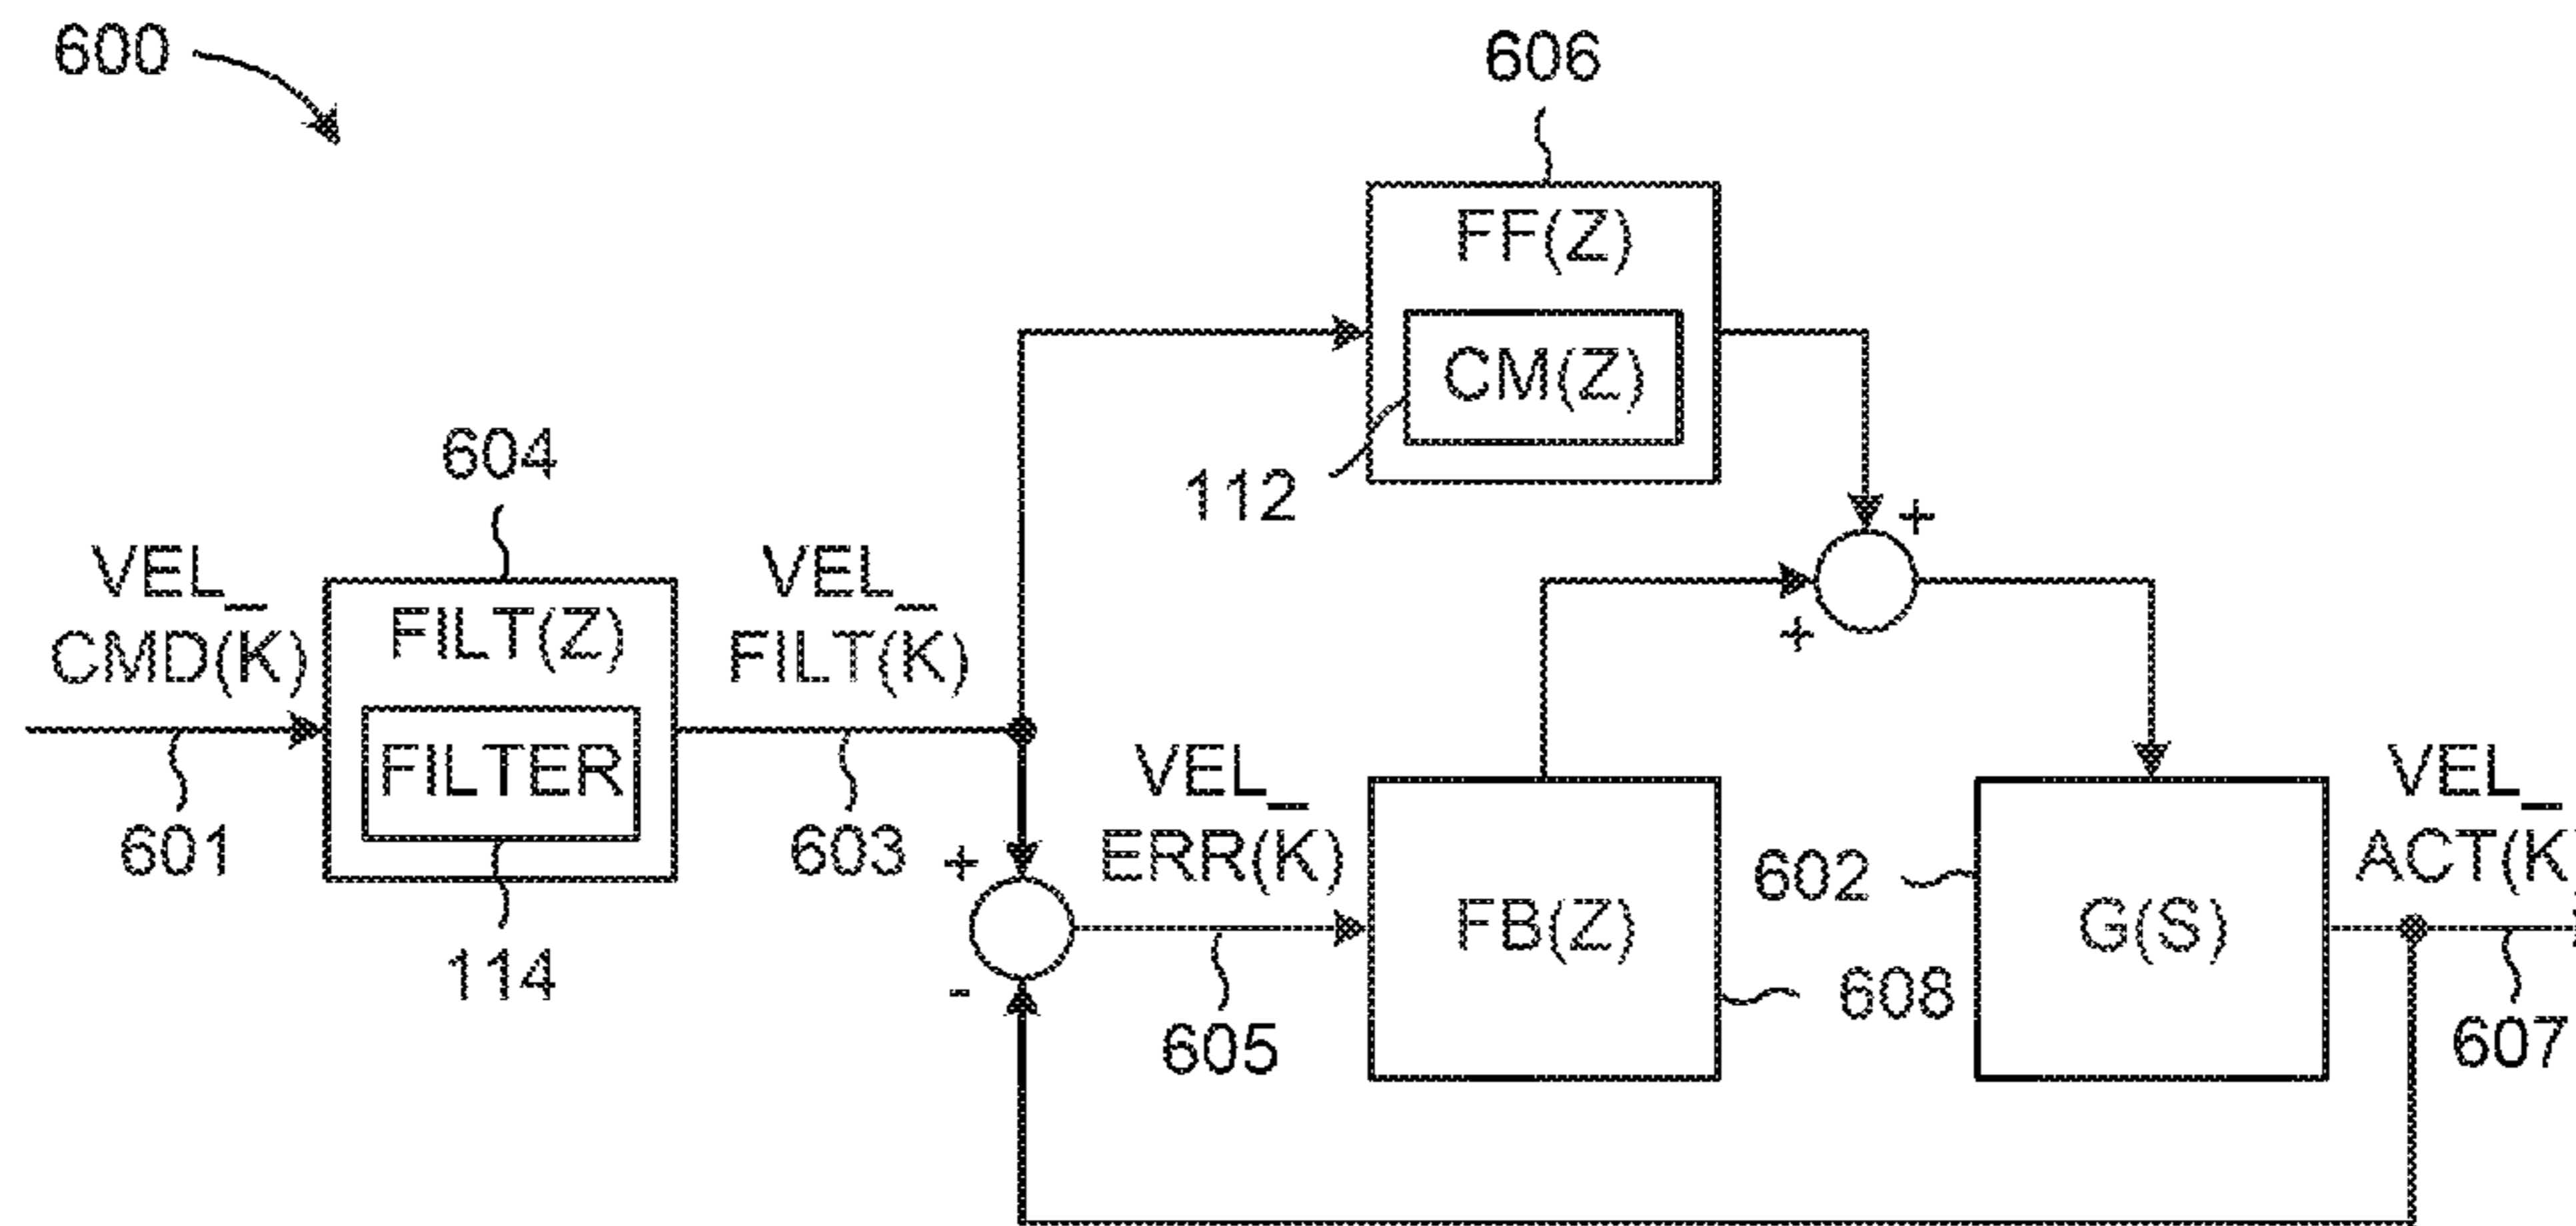 600
606
FF(Z)
CM(Z)
112
604
VEL_
CMD(K)
FILT(Z)
FILTER
VEL_
FILT(K)
601
114
603
+
+
+
-
VEL_
ERR(K)
605
FB(Z)
608
602
G(S)
VEL_
ACT(K)
607